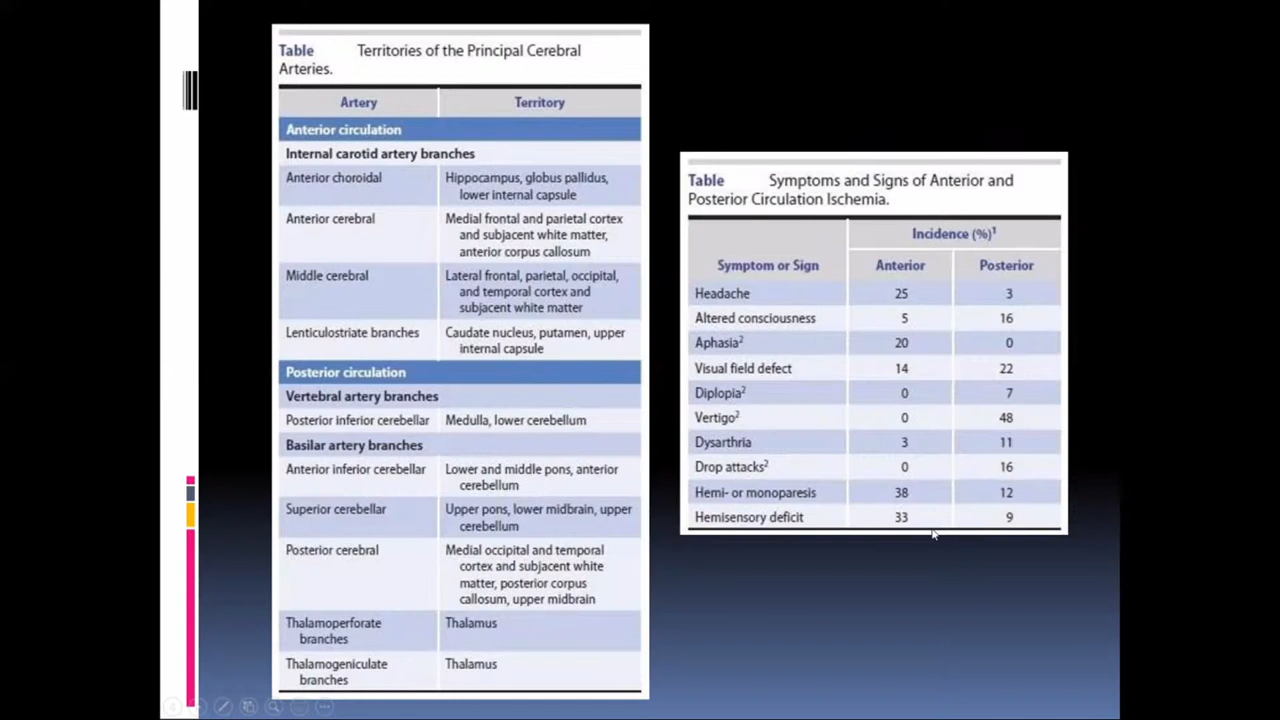 Table Territories of the Principal Cerebral
Arteries.
Artery Territory
Anterior circulation
Internal carotid artery branches
Anterior choroidal Hippocampus, globus pallidus,
lower internal capsule
Anterior cerebral Medial frontal and parietal cortex
and subjacent white matter,
anterior corpus callosum
Middle cerebral Lateral frontal, parietal, occipital,
and temporal cortex and
subjacent white matter
Lenticulostriate branches Caudate nucleus, putamen, upper
internal capsule
Posterior circulation
Vertebral artery branches
Posterior inferior cerebellar Medulla, lower cerebellum
Basilar artery branches
Anterior inferior cerebellar Lower and middle pons, anterior
cerebellum
Superior cerebellar Upper pons, lower midbrain, upper
cerebellum
Posterior cerebral Medial occipital and temporal
cortex and subjacent white
matter, posterior corpus
callosum, upper midbrain
Thalamoperforate Thalamus
branches
Thalamogeniculate Thalamus
branches
Table Symptoms and Signs of Anterior and
Posterior Circulation Ischemia.
Incidence (%)¹
Symptom or Sign Anterior Posterior
Headache 25 3
Altered consciousness 5 16
Aphasia² 20 0
Visual field defect 14 22
Diplopia² 0 7
Vertigo² 0 48
Dysarthria 3 11
Drop attacks² 0 16
Hemi- or monoparesis 38 12
Hemisensory deficit 33 9